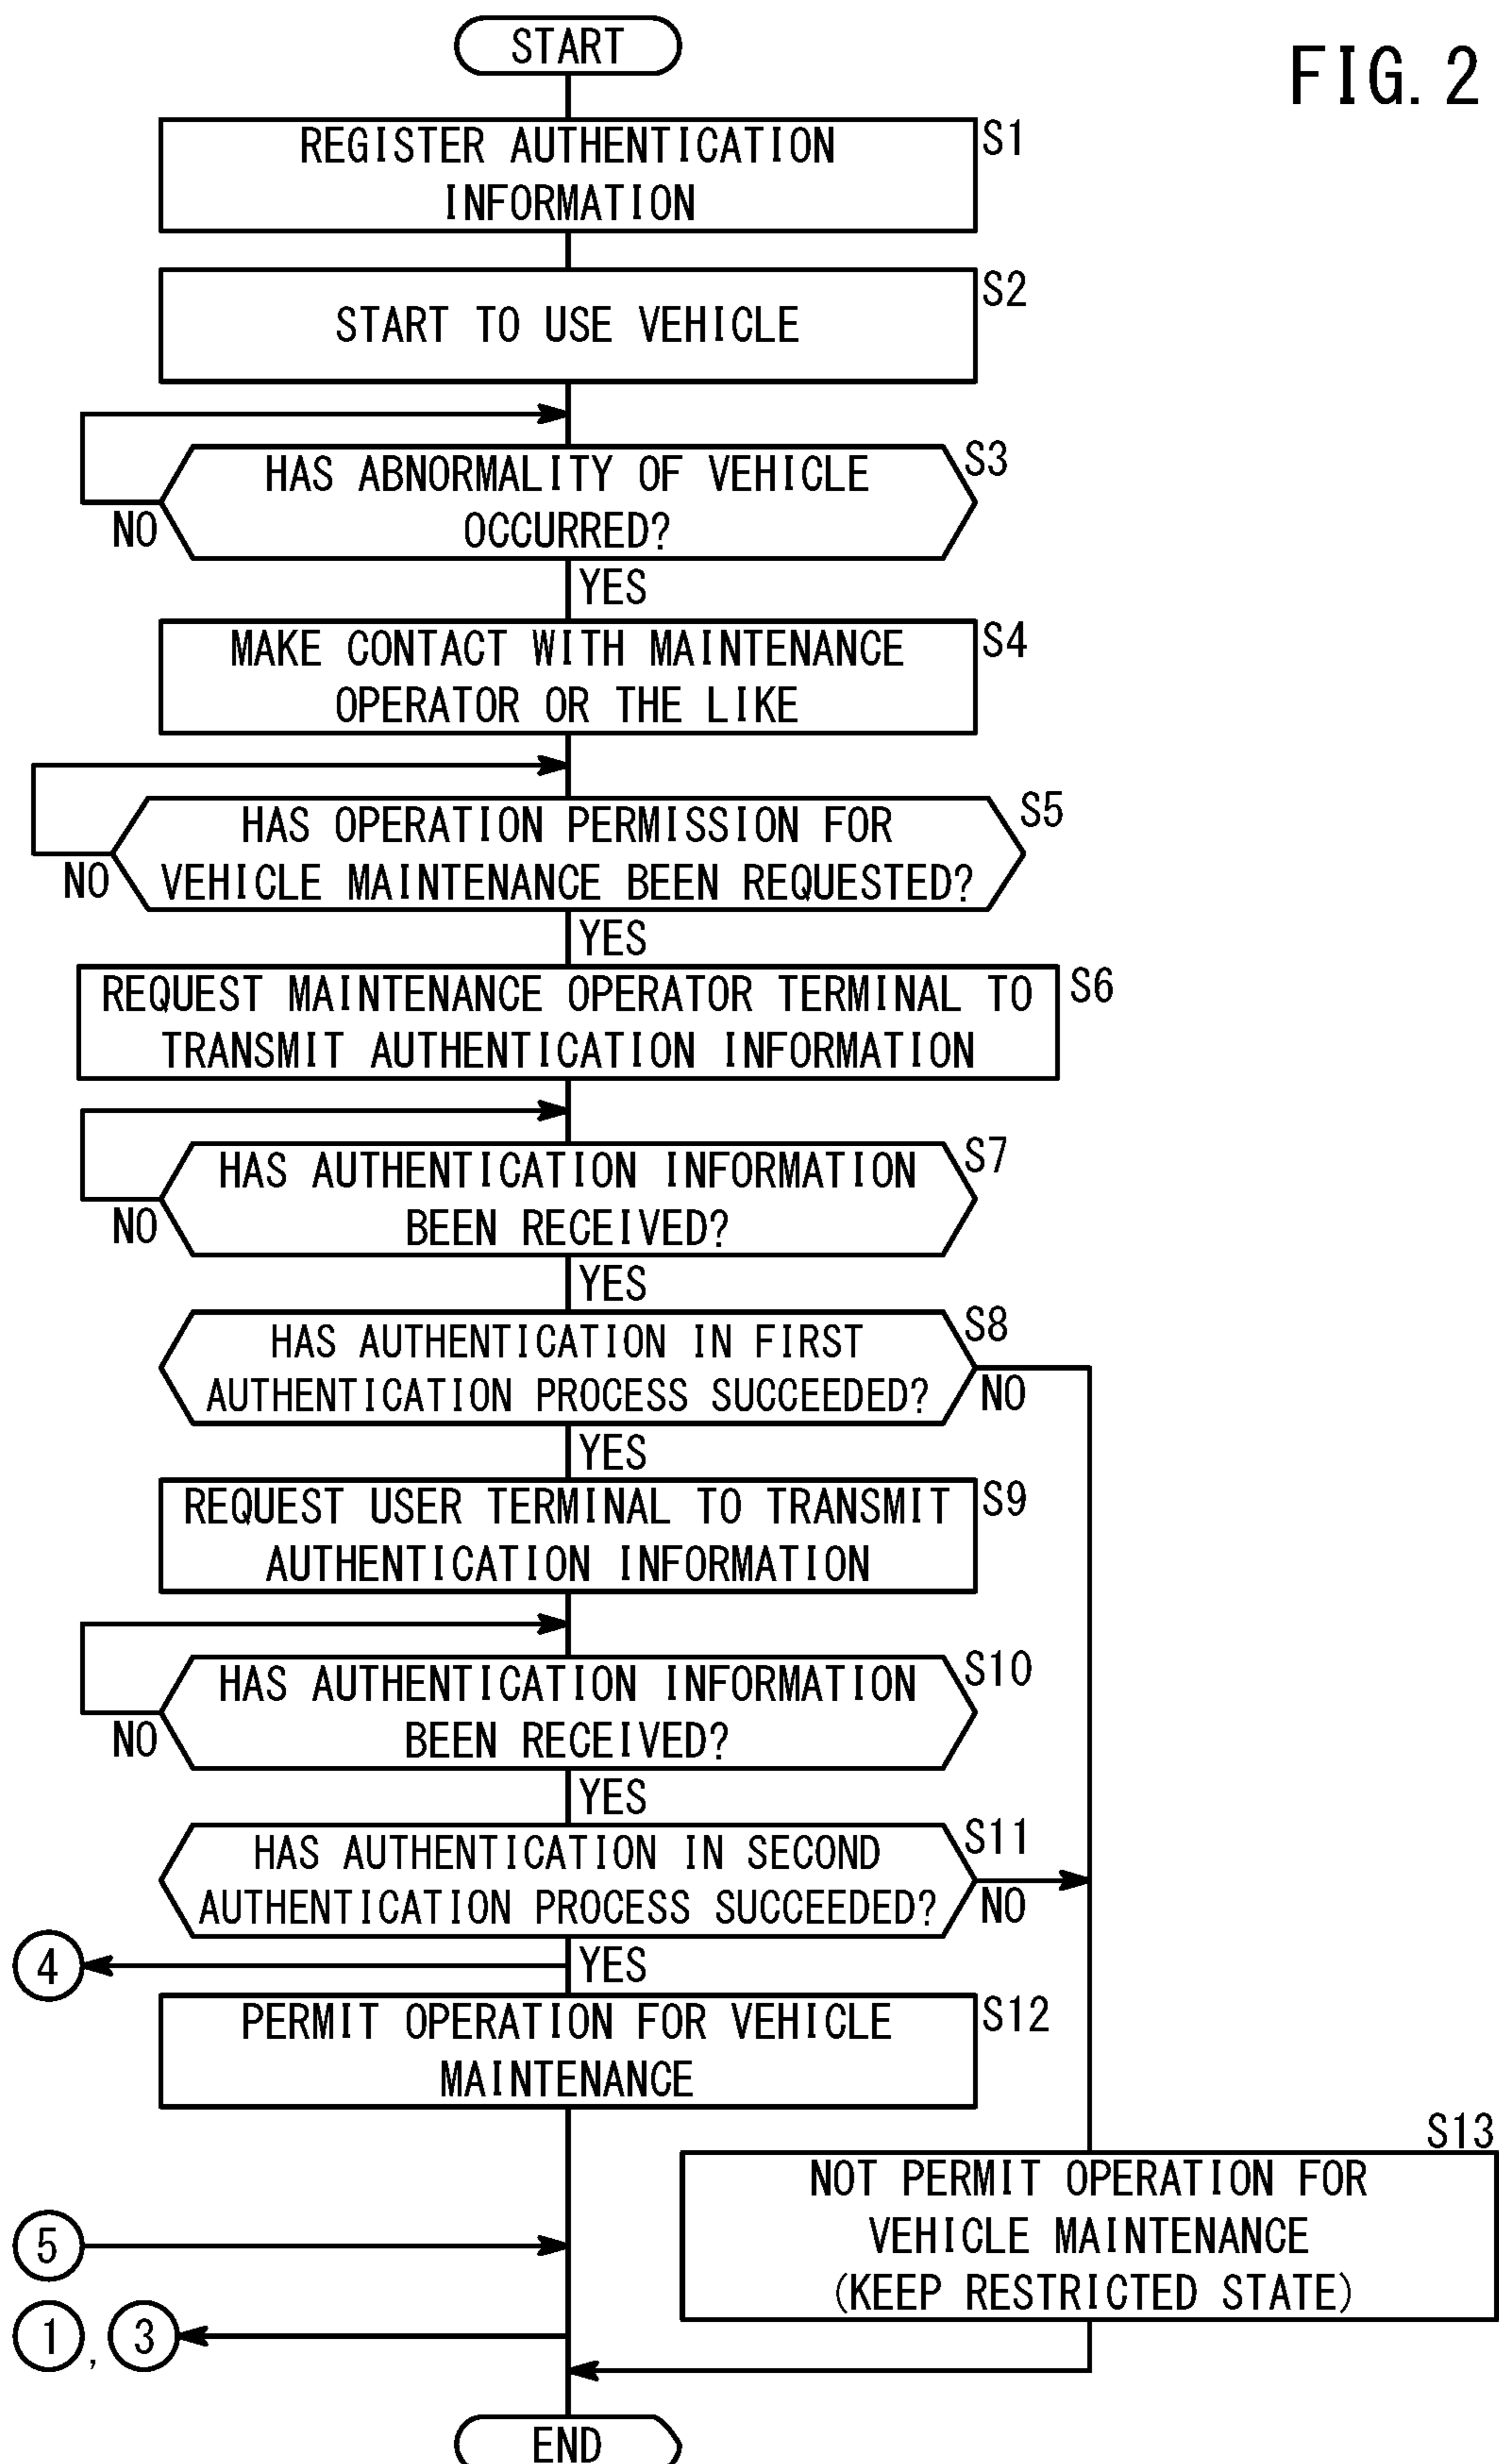 FIG. 2
START
REGISTER AUTHENTICATION
INFORMATION
S1
START TO USE VEHICLE
S2
HAS ABNORMALITY OF VEHICLE
OCCURRED?
S3
NO
YES
MAKE CONTACT WITH MAINTENANCE
OPERATOR OR THE LIKE
S4
HAS OPERATION PERMISSION FOR
VEHICLE MAINTENANCE BEEN REQUESTED?
S5
NO
YES
REQUEST MAINTENANCE OPERATOR TERMINAL TO
TRANSMIT AUTHENTICATION INFORMATION
S6
HAS AUTHENTICATION INFORMATION
BEEN RECEIVED?
S7
NO
YES
HAS AUTHENTICATION IN FIRST
AUTHENTICATION PROCESS SUCCEEDED?
S8
NO
YES
REQUEST USER TERMINAL TO TRANSMIT
AUTHENTICATION INFORMATION
S9
HAS AUTHENTICATION INFORMATION
BEEN RECEIVED?
S10
NO
YES
HAS AUTHENTICATION IN SECOND
AUTHENTICATION PROCESS SUCCEEDED?
S11
NO
YES
4
PERMIT OPERATION FOR VEHICLE
MAINTENANCE
S12
S13
NOT PERMIT OPERATION FOR
VEHICLE MAINTENANCE
(KEEP RESTRICTED STATE)
5
1, 3
END